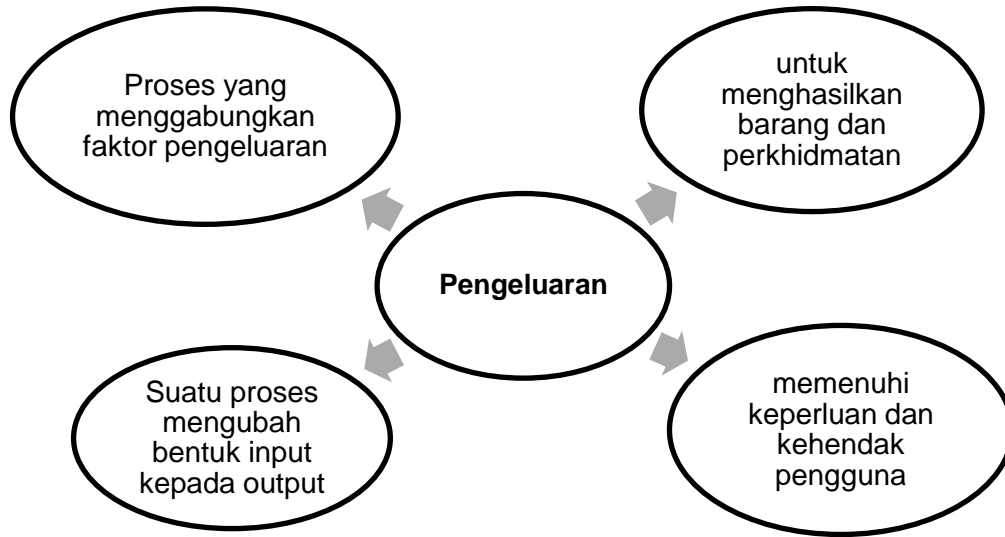 Proses yang
menggabungkan
faktor pengeluaran
untuk
menghasilkan
barang dan
perkhidmatan
Pengeluaran
Suatu proses
mengubah
bentuk input
kepada output
memenuhi
keperluan dan
kehendak
pengguna